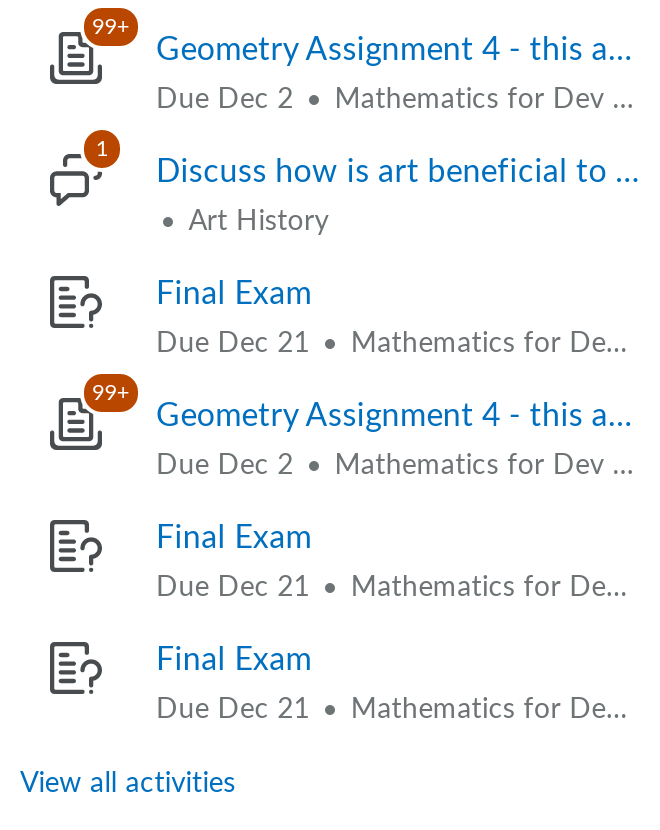 99+
Geometry Assignment 4 - this a...
Due Dec 2 • Mathematics for Dev ...
1
Discuss how is art beneficial to ...
• Art History
Final Exam
Due Dec 21 • Mathematics for De...
99+
Geometry Assignment 4 - this a...
Due Dec 2 • Mathematics for Dev ...
Final Exam
Due Dec 21 • Mathematics for De...
Final Exam
Due Dec 21 • Mathematics for De...
View all activities